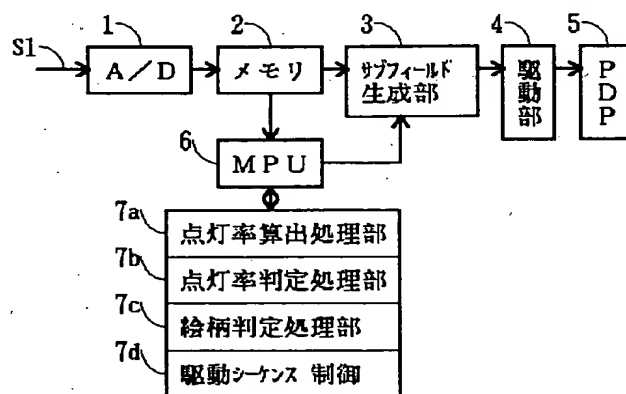 S1
1
A/D
2
メモリ
3
サブフィールド
生成部
4
駆動部
5
PDP
6
MPU
7a
点灯率算出処理部
7b
点灯率判定処理部
7c
絵柄判定処理部
7d
駆動シーケンス 制御